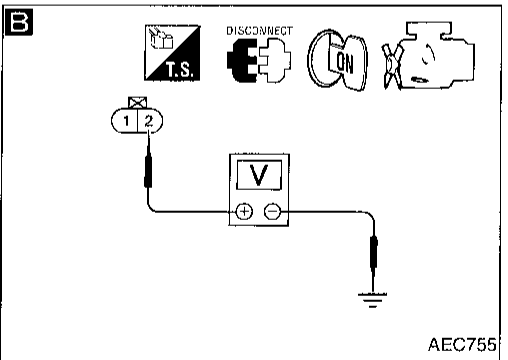 B
T.S.
DISCONNECT
ON
1 2
V
+ −
AEC755